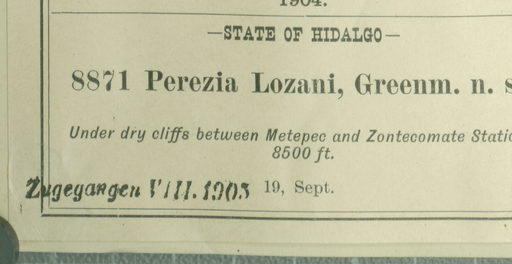 1904.
—STATE OF HIDALGO—
8871 Perezia Lozani, Greenm. n. s
Under dry cliffs between Metepec and Zontecomate Static
8500 ft.
Zugegangen VIII. 1905 19, Sept.